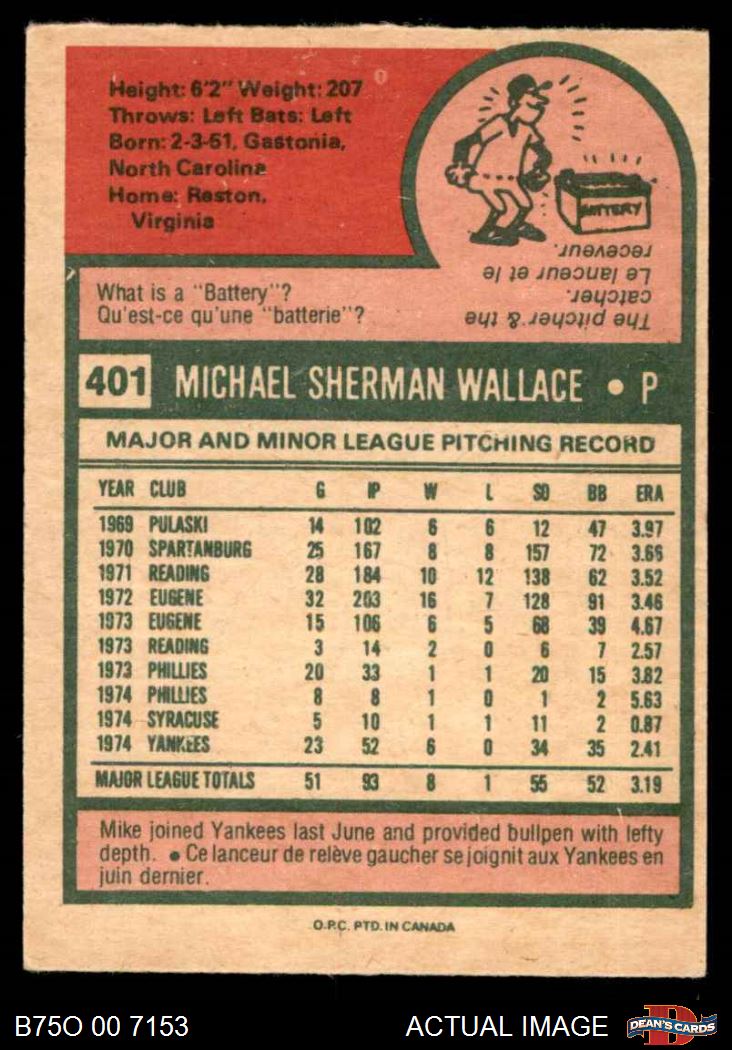 Height: 6'2" Weight: 207
Throws: Left Bats: Left
Born: 2-3-51, Gastonia,
North Carolina
Home: Reston,
Virginia
BATTERY
What is a "Battery"?
Qu'est-ce qu'une "batterie"?
The pitcher & the
catcher.
Le lanceur et le
receveur.
401 MICHAEL SHERMAN WALLACE • P
MAJOR AND MINOR LEAGUE PITCHING RECORD
YEAR CLUB G IP W L SO BB ERA
1969 PULASKI 14 102 6 6 12 47 3.97
1970 SPARTANBURG 25 167 8 8 157 72 3.66
1971 READING 28 184 10 12 138 62 3.52
1972 EUGENE 32 203 16 7 128 91 3.46
1973 EUGENE 15 106 6 5 68 39 4.67
1973 READING 3 14 2 0 6 7 2.57
1973 PHILLIES 20 33 1 1 20 15 3.82
1974 PHILLIES 8 8 1 0 1 2 5.63
1974 SYRACUSE 5 10 1 1 11 2 0.87
1974 YANKEES 23 52 6 0 34 35 2.41
MAJOR LEAGUE TOTALS 51 93 8 1 55 52 3.19
Mike joined Yankees last June and provided bullpen with lefty
depth. • Ce lanceur de relève gaucher se joignit aux Yankees en
juin dernier.
O.P.C. PTD. IN CANADA
B75O 00 7153 ACTUAL IMAGE DEAN'S CARDS